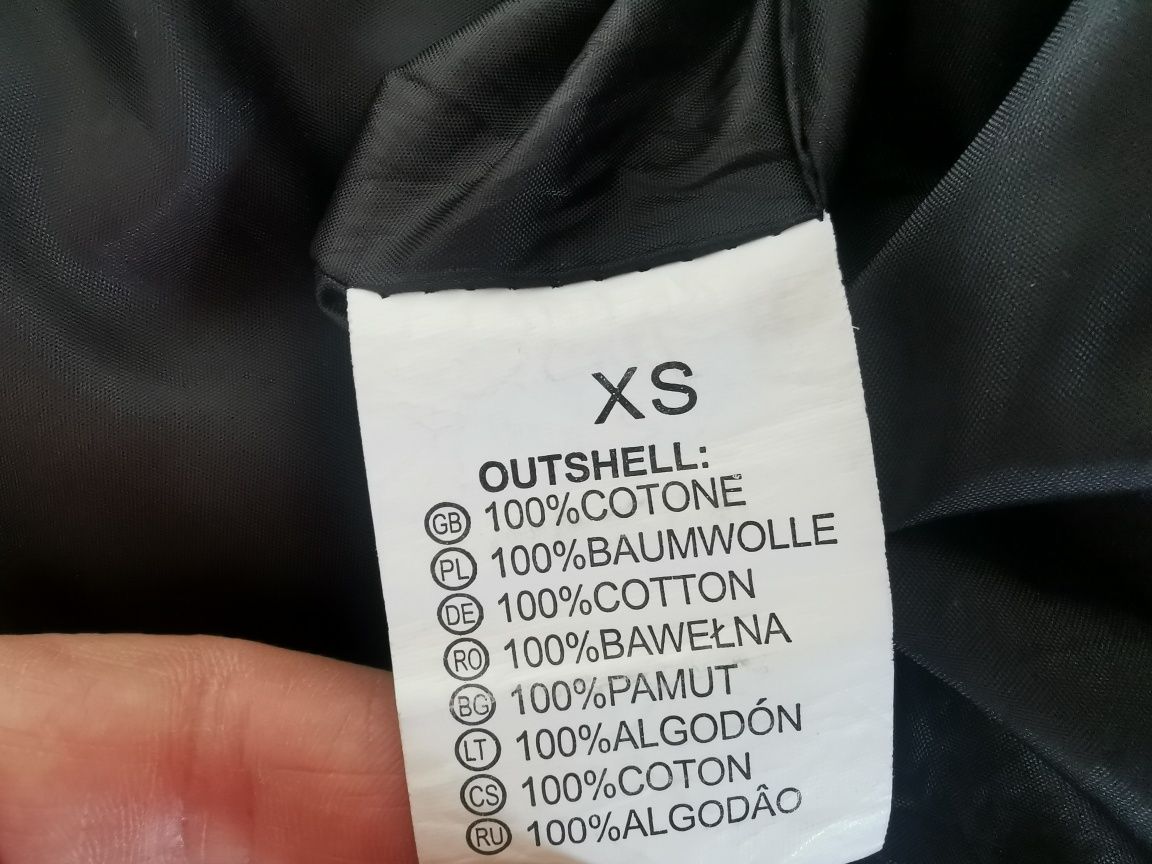 XS
OUTSHELL:
GB 100%COTONE
PL 100%BAUMWOLLE
DE 100%COTTON
RO 100%BAWEŁNA
BG 100%PAMUT
LT 100%ALGODÓN
CS 100%COTON
RU 100%ALGODÂO